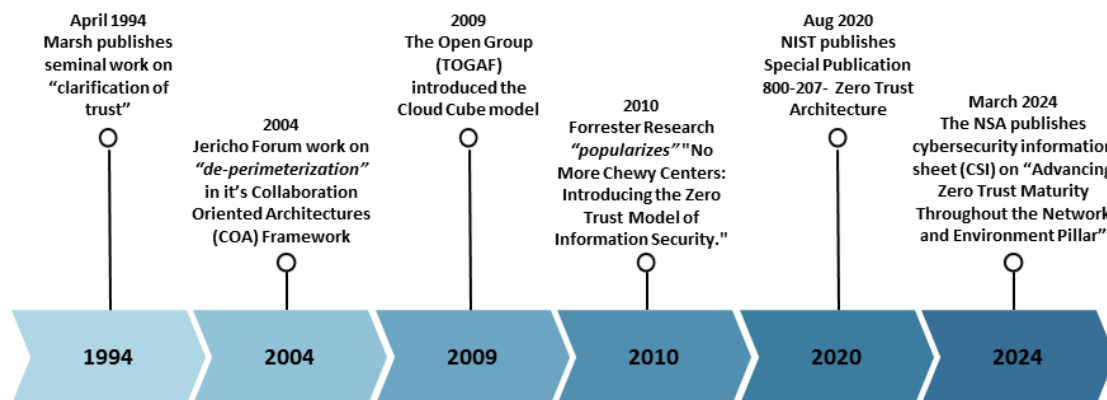 April 1994
Marsh publishes
seminal work on
“clarification of
trust”
2004
Jericho Forum work on
“de-perimeterization”
in it’s Collaboration
Oriented Architectures
(COA) Framework
2009
The Open Group
(TOGAF)
introduced the
Cloud Cube model
2010
Forrester Research
“popularizes” "No
More Chewy Centers:
Introducing the Zero
Trust Model of
Information Security."
Aug 2020
NIST publishes
Special Publication
800-207- Zero Trust
Architecture
March 2024
The NSA publishes
cybersecurity information
sheet (CSI) on “Advancing
Zero Trust Maturity
Throughout the Network
and Environment Pillar”
1994
2004
2009
2010
2020
2024